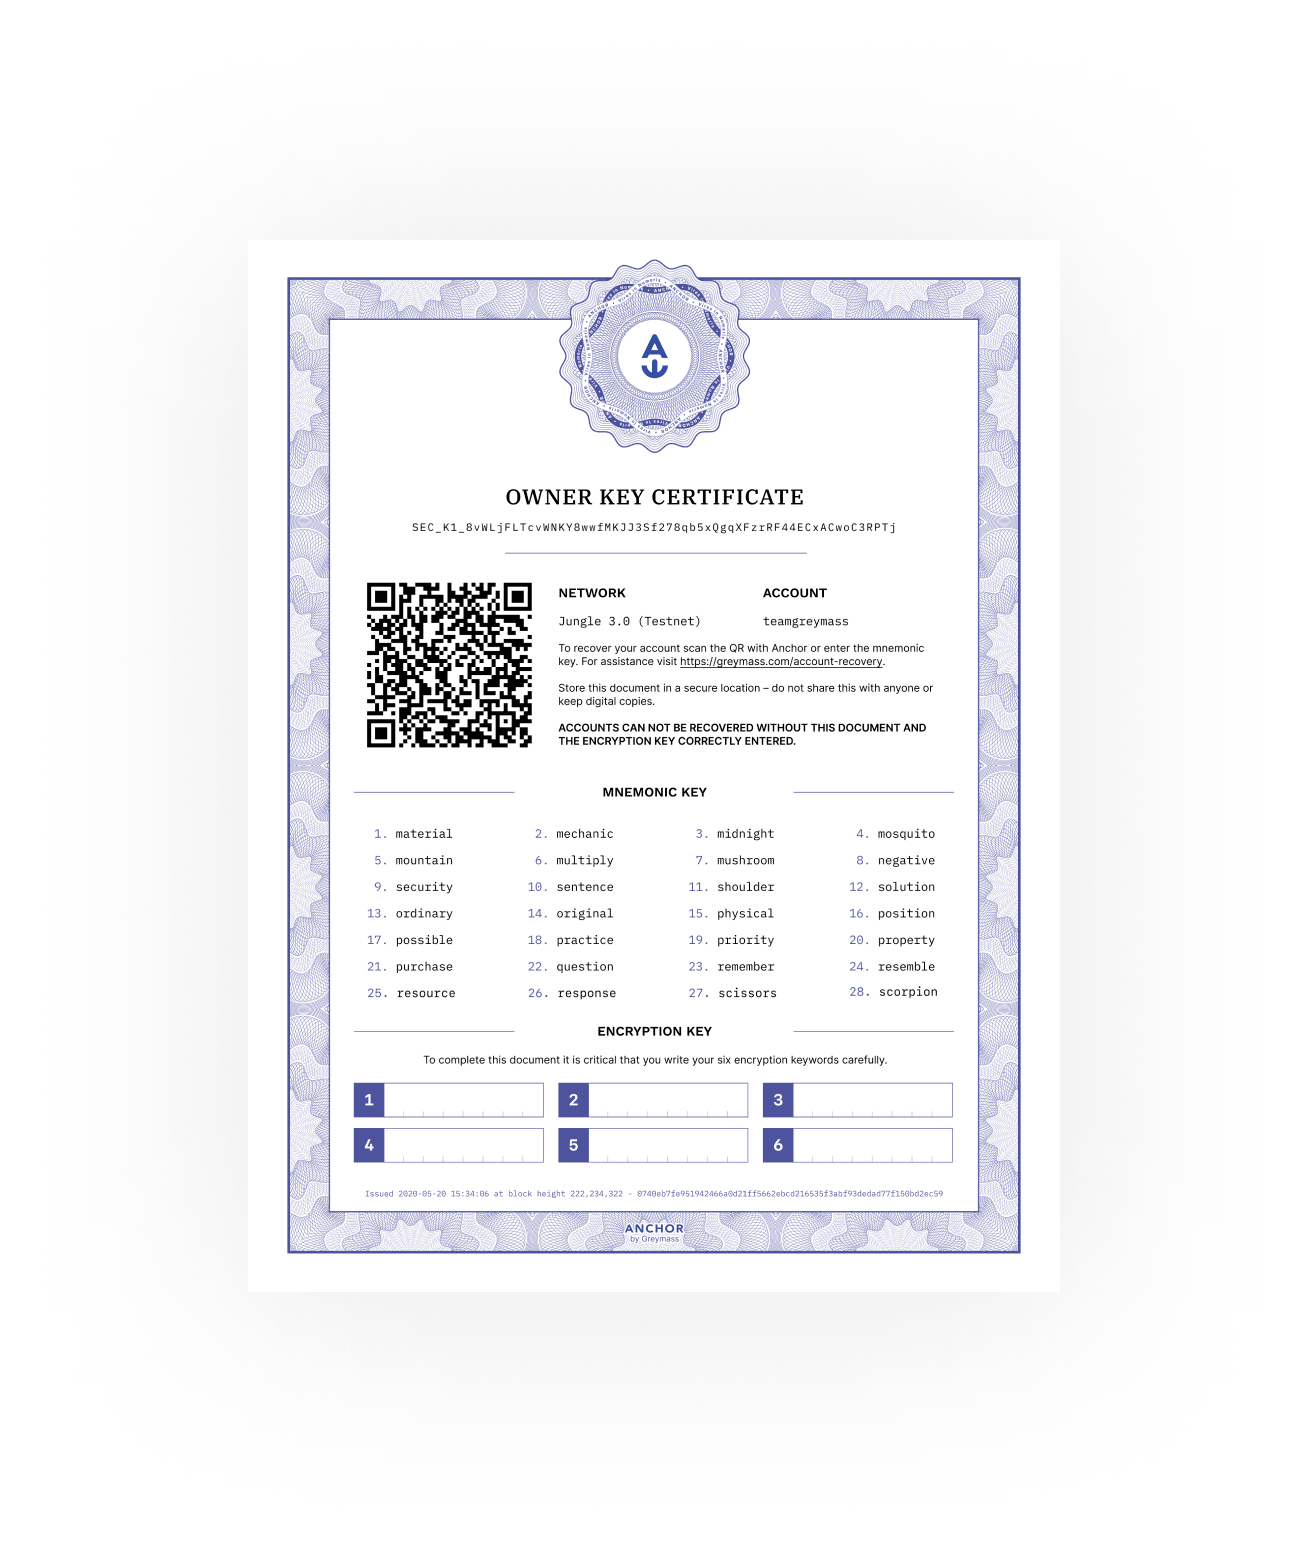 OWNER KEY CERTIFICATE
SEC_K1_8vWLjFLTcvWNKY8wwfMKJJ3Sf278qb5xQgqXFzrRF44ECxACwoC3RPTj
NETWORK
Jungle 3.0 (Testnet)
ACCOUNT
teamgreymass
To recover your account scan the QR with Anchor or enter the mnemonic
key. For assistance visit https://greymass.com/account-recovery.
Store this document in a secure location – do not share this with anyone or
keep digital copies.
ACCOUNTS CAN NOT BE RECOVERED WITHOUT THIS DOCUMENT AND
THE ENCRYPTION KEY CORRECTLY ENTERED.
MNEMONIC KEY
1. material 2. mechanic 3. midnight 4. mosquito
5. mountain 6. multiply 7. mushroom 8. negative
9. security 10. sentence 11. shoulder 12. solution
13. ordinary 14. original 15. physical 16. position
17. possible 18. practice 19. priority 20. property
21. purchase 22. question 23. remember 24. resemble
25. resource 26. response 27. scissors 28. scorpion
ENCRYPTION KEY
To complete this document it is critical that you write your six encryption keywords carefully.
1 2 3
4 5 6
Issued 2020-05-20 15:34:06 at block height 222,234,322 - 0740eb7fe951942466a0d21ff5662ebcd216535f3abf93dedad77f150bd2ec59
ANCHOR
by Greymass